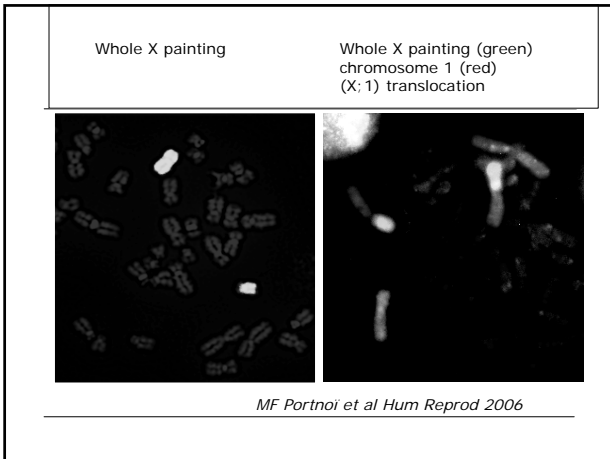 Whole X painting
Whole X painting (green)
chromosome 1 (red)
(X;1) translocation
MF Portnoï et al Hum Reprod 2006